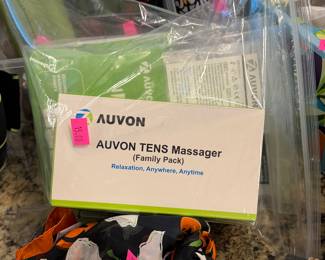 AUVON
AUVON TENS Massager
(Family Pack)
Relaxation, Anywhere, Anytime